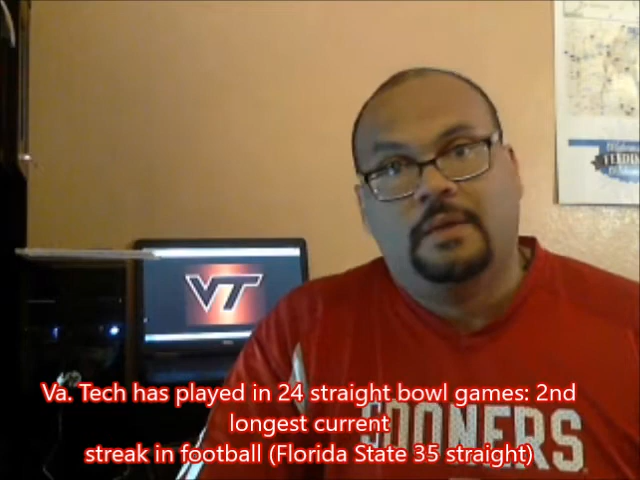 VT
Va. Tech has played in 24 straight bowl games: 2nd
longest current
streak in football (Florida State 35 straight)
SOONERS